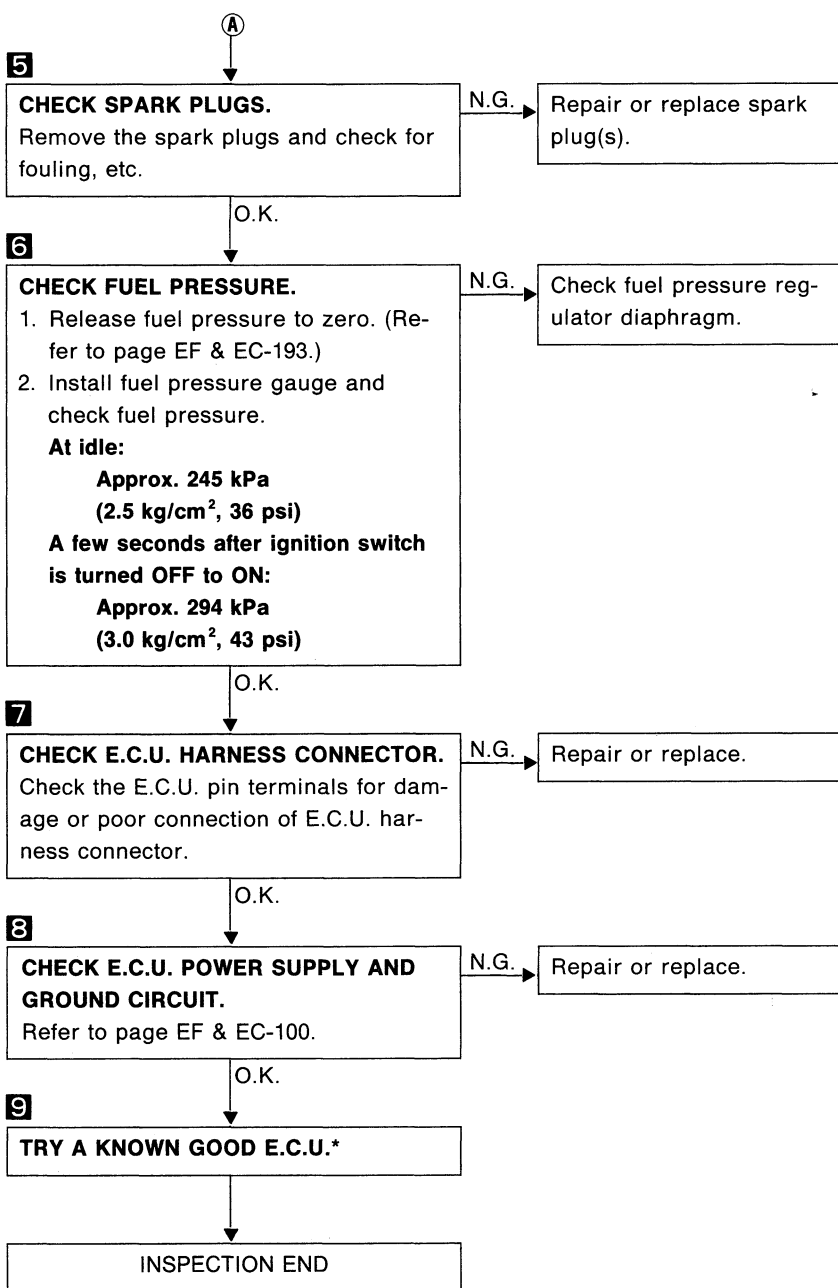 A
5
CHECK SPARK PLUGS.
Remove the spark plugs and check for
fouling, etc.
N.G.
Repair or replace spark
plug(s).
O.K.
6
CHECK FUEL PRESSURE.
1. Release fuel pressure to zero. (Re-
fer to page EF & EC-193.)
2. Install fuel pressure gauge and
check fuel pressure.
At idle:
Approx. 245 kPa
(2.5 kg/cm², 36 psi)
A few seconds after ignition switch
is turned OFF to ON:
Approx. 294 kPa
(3.0 kg/cm², 43 psi)
N.G.
Check fuel pressure reg-
ulator diaphragm.
O.K.
7
CHECK E.C.U. HARNESS CONNECTOR.
Check the E.C.U. pin terminals for dam-
age or poor connection of E.C.U. har-
ness connector.
N.G.
Repair or replace.
O.K.
8
CHECK E.C.U. POWER SUPPLY AND
GROUND CIRCUIT.
Refer to page EF & EC-100.
N.G.
Repair or replace.
O.K.
9
TRY A KNOWN GOOD E.C.U.*
INSPECTION END